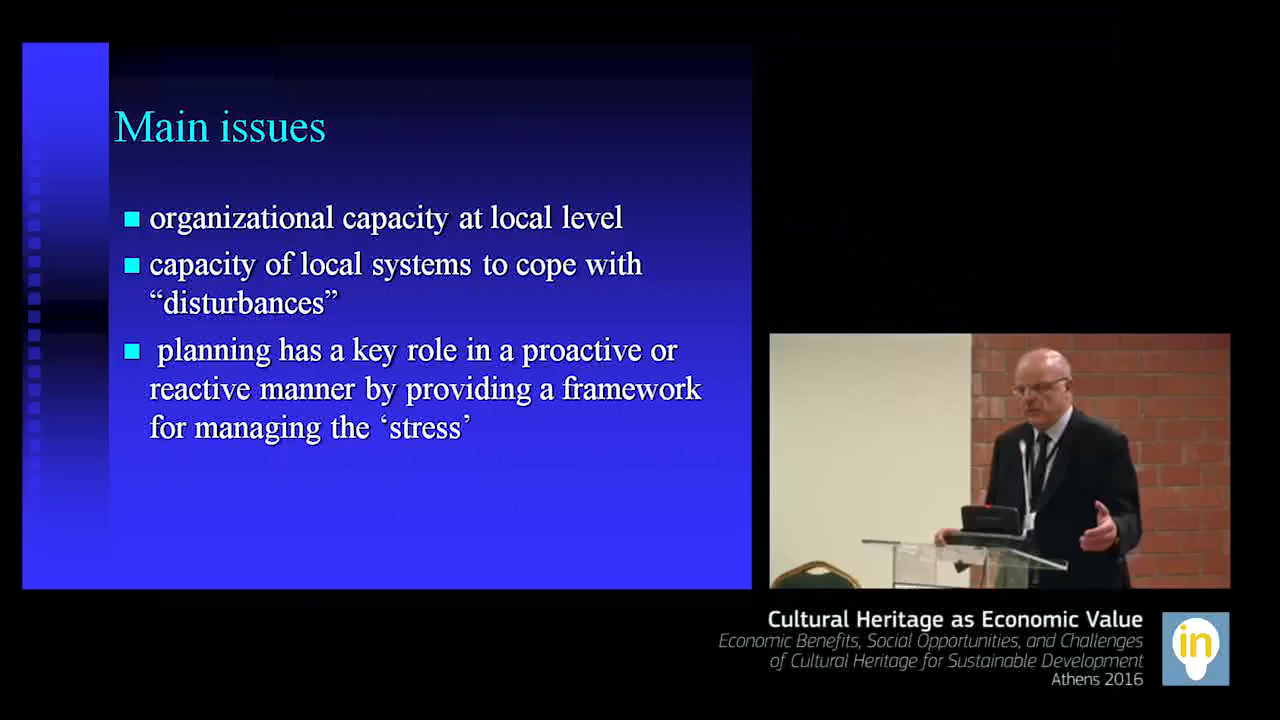 Main issues
organizational capacity at local level
capacity of local systems to cope with
“disturbances”
planning has a key role in a proactive or
reactive manner by providing a framework
for managing the ‘stress’
Cultural Heritage as Economic Value
Economic Benefits, Social Opportunities, and Challenges
of Cultural Heritage for Sustainable Development
Athens 2016
in